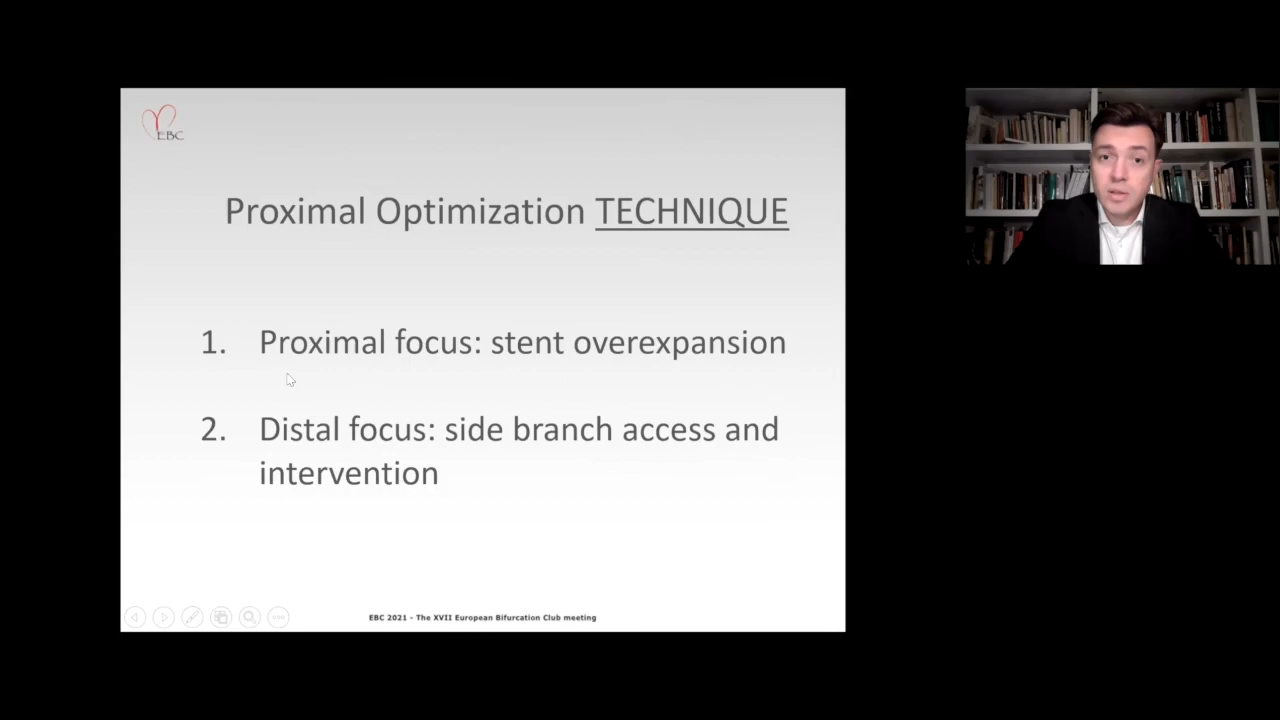 EBC
Proximal Optimization TECHNIQUE
1. Proximal focus: stent overexpansion
2. Distal focus: side branch access and
intervention
EBC 2021 - The XVII European Bifurcation Club meeting